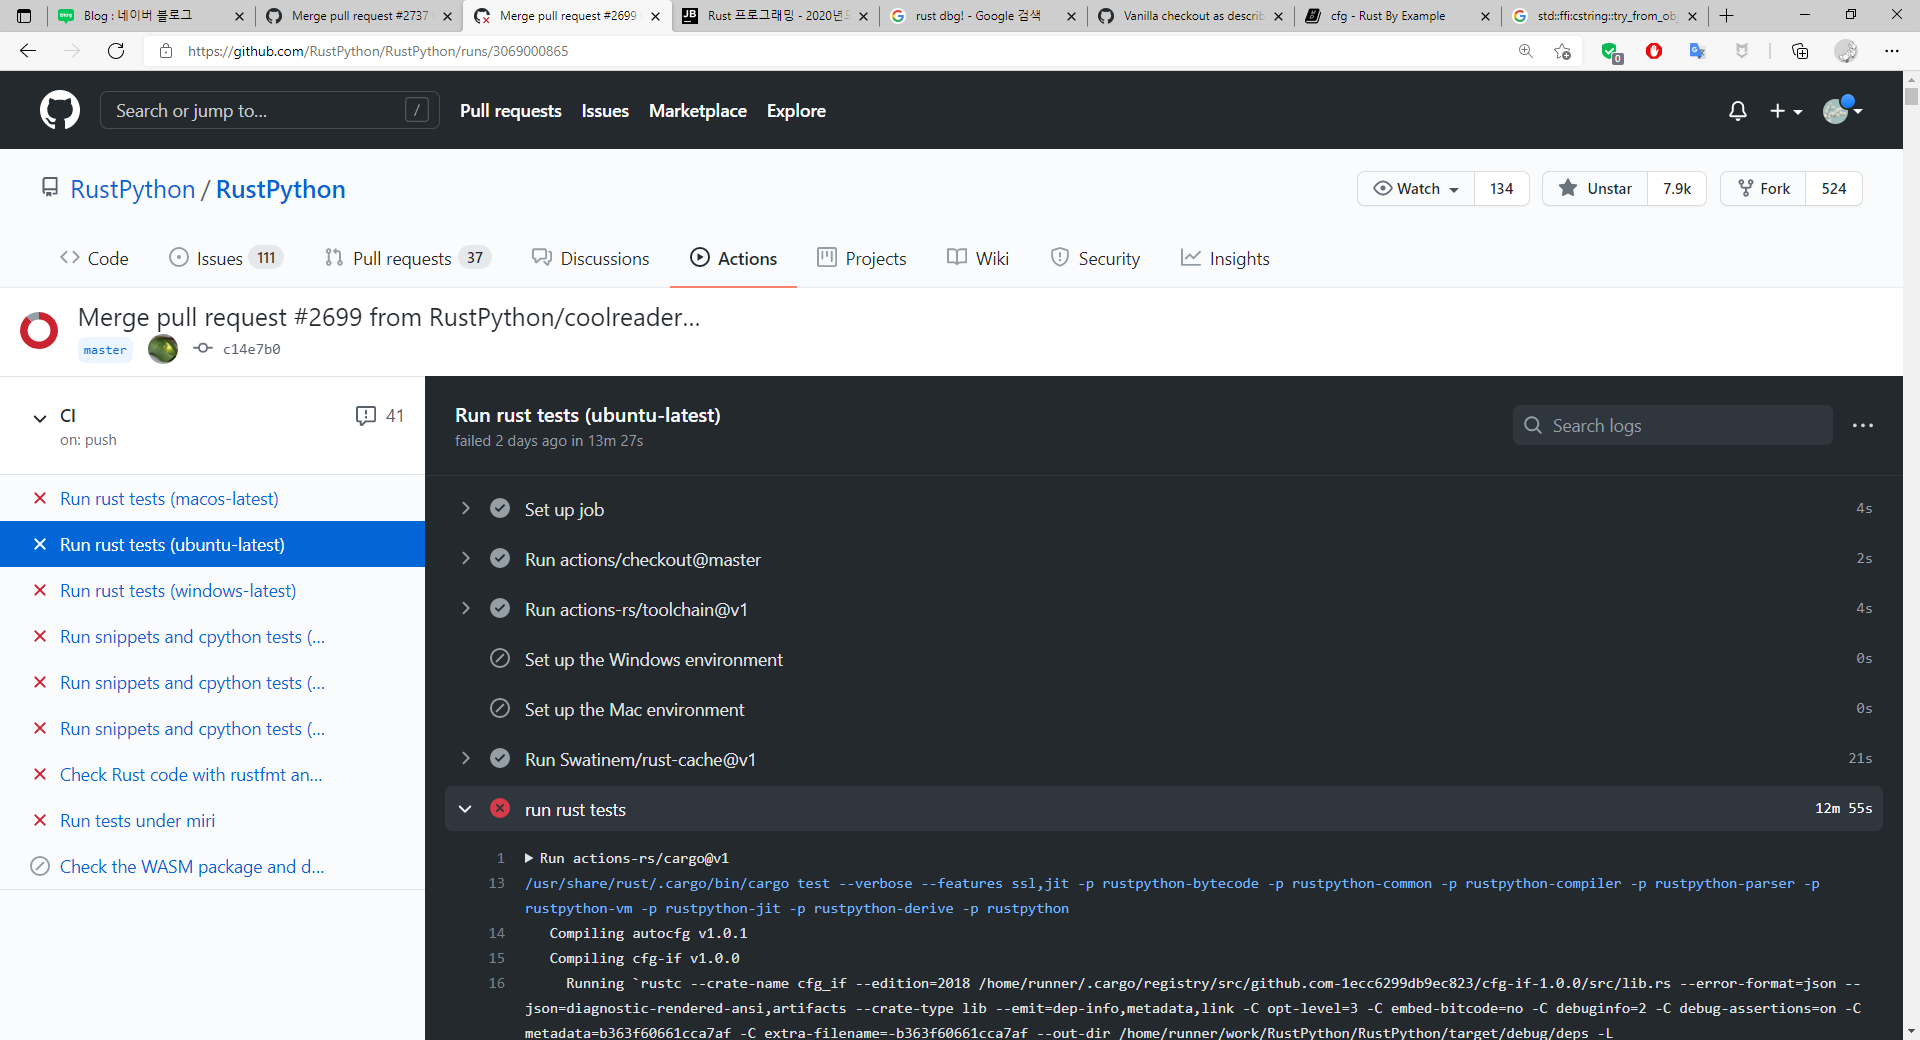 Blog : 네이버 블로그
Merge pull request #2737
Merge pull request #2699
Rust 프로그래밍 - 2020년
rust dbg! - Google 검색
Vanilla checkout as describ
cfg - Rust By Example
std::ffi:cstring::try_from_ob
https://github.com/RustPython/RustPython/runs/3069000865
0
Search or jump to...
/
Pull requests
Issues
Marketplace
Explore
RustPython / RustPython
Watch 134
Unstar 7.9k
Fork 524
Code
Issues 111
Pull requests 37
Discussions
Actions
Projects
Wiki
Security
Insights
Merge pull request #2699 from RustPython/coolreader...
master c14e7b0
CI 41
on: push
Run rust tests (macos-latest)
Run rust tests (ubuntu-latest)
Run rust tests (windows-latest)
Run snippets and cpython tests (...
Run snippets and cpython tests (...
Run snippets and cpython tests (...
Check Rust code with rustfmt an...
Run tests under miri
Check the WASM package and d...
Run rust tests (ubuntu-latest)
failed 2 days ago in 13m 27s
Search logs
Set up job 4s
Run actions/checkout@master 2s
Run actions-rs/toolchain@v1 4s
Set up the Windows environment 0s
Set up the Mac environment 0s
Run Swatinem/rust-cache@v1 21s
run rust tests 12m 55s
1 Run actions-rs/cargo@v1
13 /usr/share/rust/.cargo/bin/cargo test --verbose --features ssl,jit -p rustpython-bytecode -p rustpython-common -p rustpython-compiler -p rustpython-parser -p
rustpython-vm -p rustpython-jit -p rustpython-derive -p rustpython
14 Compiling autocfg v1.0.1
15 Compiling cfg-if v1.0.0
16 Running `rustc --crate-name cfg_if --edition=2018 /home/runner/.cargo/registry/src/github.com-1ecc6299db9ec823/cfg-if-1.0.0/src/lib.rs --error-format=json --
json=diagnostic-rendered-ansi,artifacts --crate-type lib --emit=dep-info,metadata,link -C opt-level=3 -C embed-bitcode=no -C debuginfo=2 -C debug-assertions=on -C
metadata=b363f60661cca7af -C extra-filename=-b363f60661cca7af --out-dir /home/runner/work/RustPython/RustPython/target/debug/deps -L